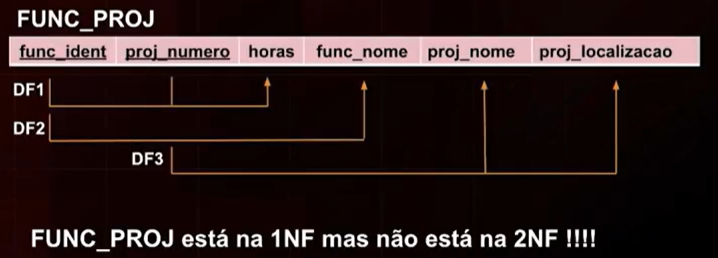 FUNC_PROJ
func_ident proj_numero horas func_nome proj_nome proj_localizacao
DF1
DF2
DF3
FUNC_PROJ está na 1NF mas não está na 2NF !!!!